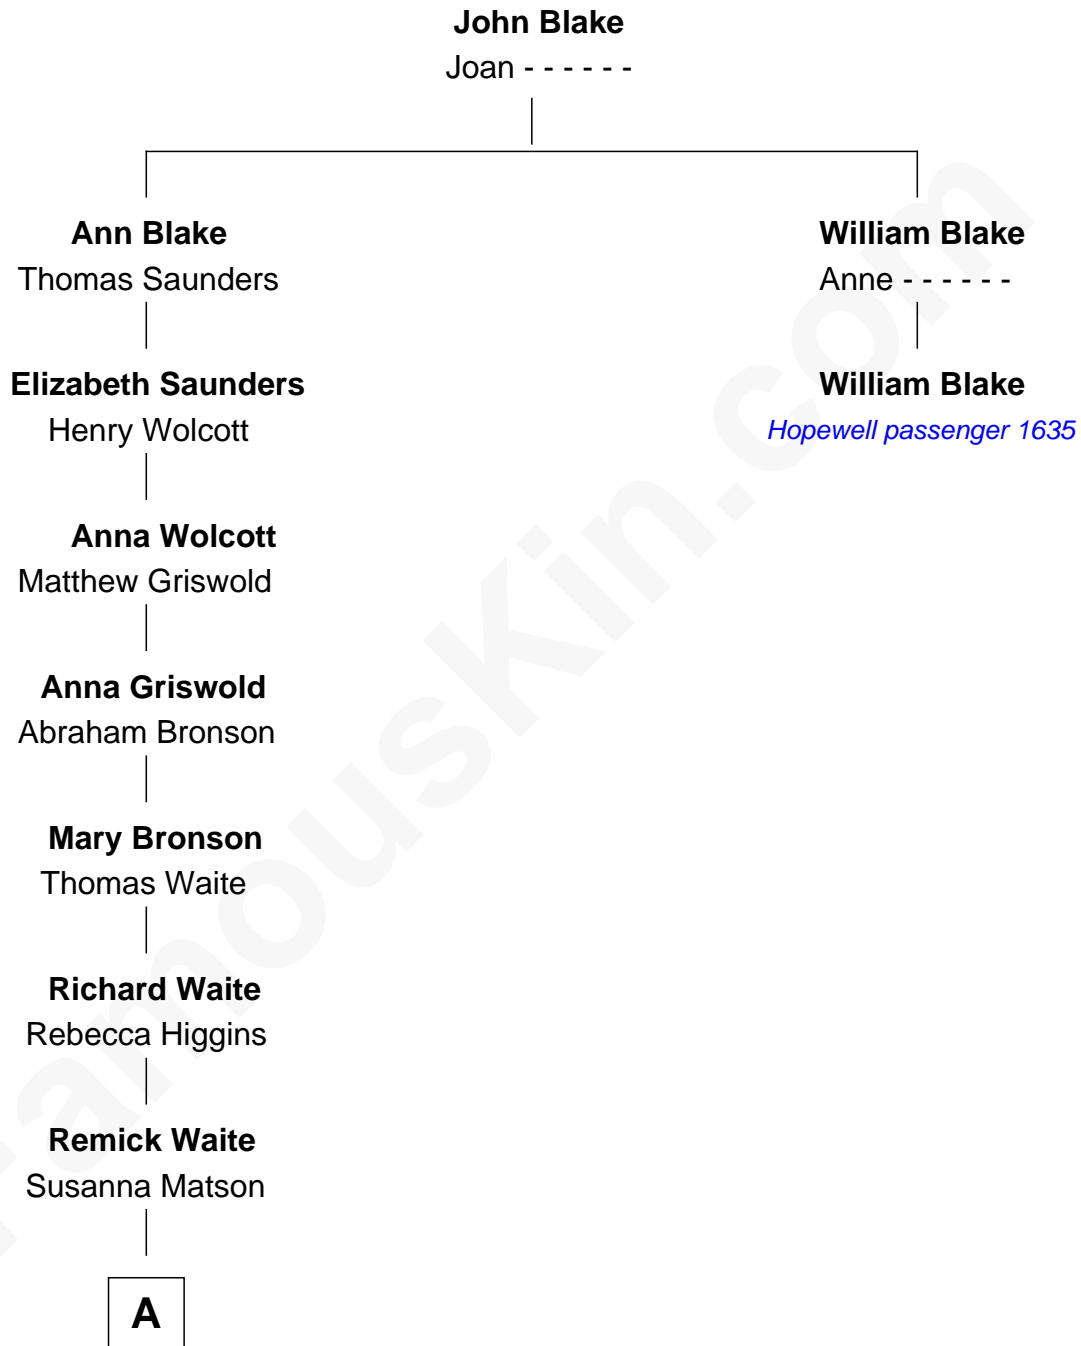 John Blake
Joan - - - - - -
Ann Blake
Thomas Saunders
William Blake
Anne - - - - - -
Elizabeth Saunders
Henry Wolcott
William Blake
Hopewell passenger 1635
Anna Wolcott
Matthew Griswold
Anna Griswold
Abraham Bronson
Mary Bronson
Thomas Waite
Richard Waite
Rebecca Higgins
Remick Waite
Susanna Matson
A
FamousKin.com